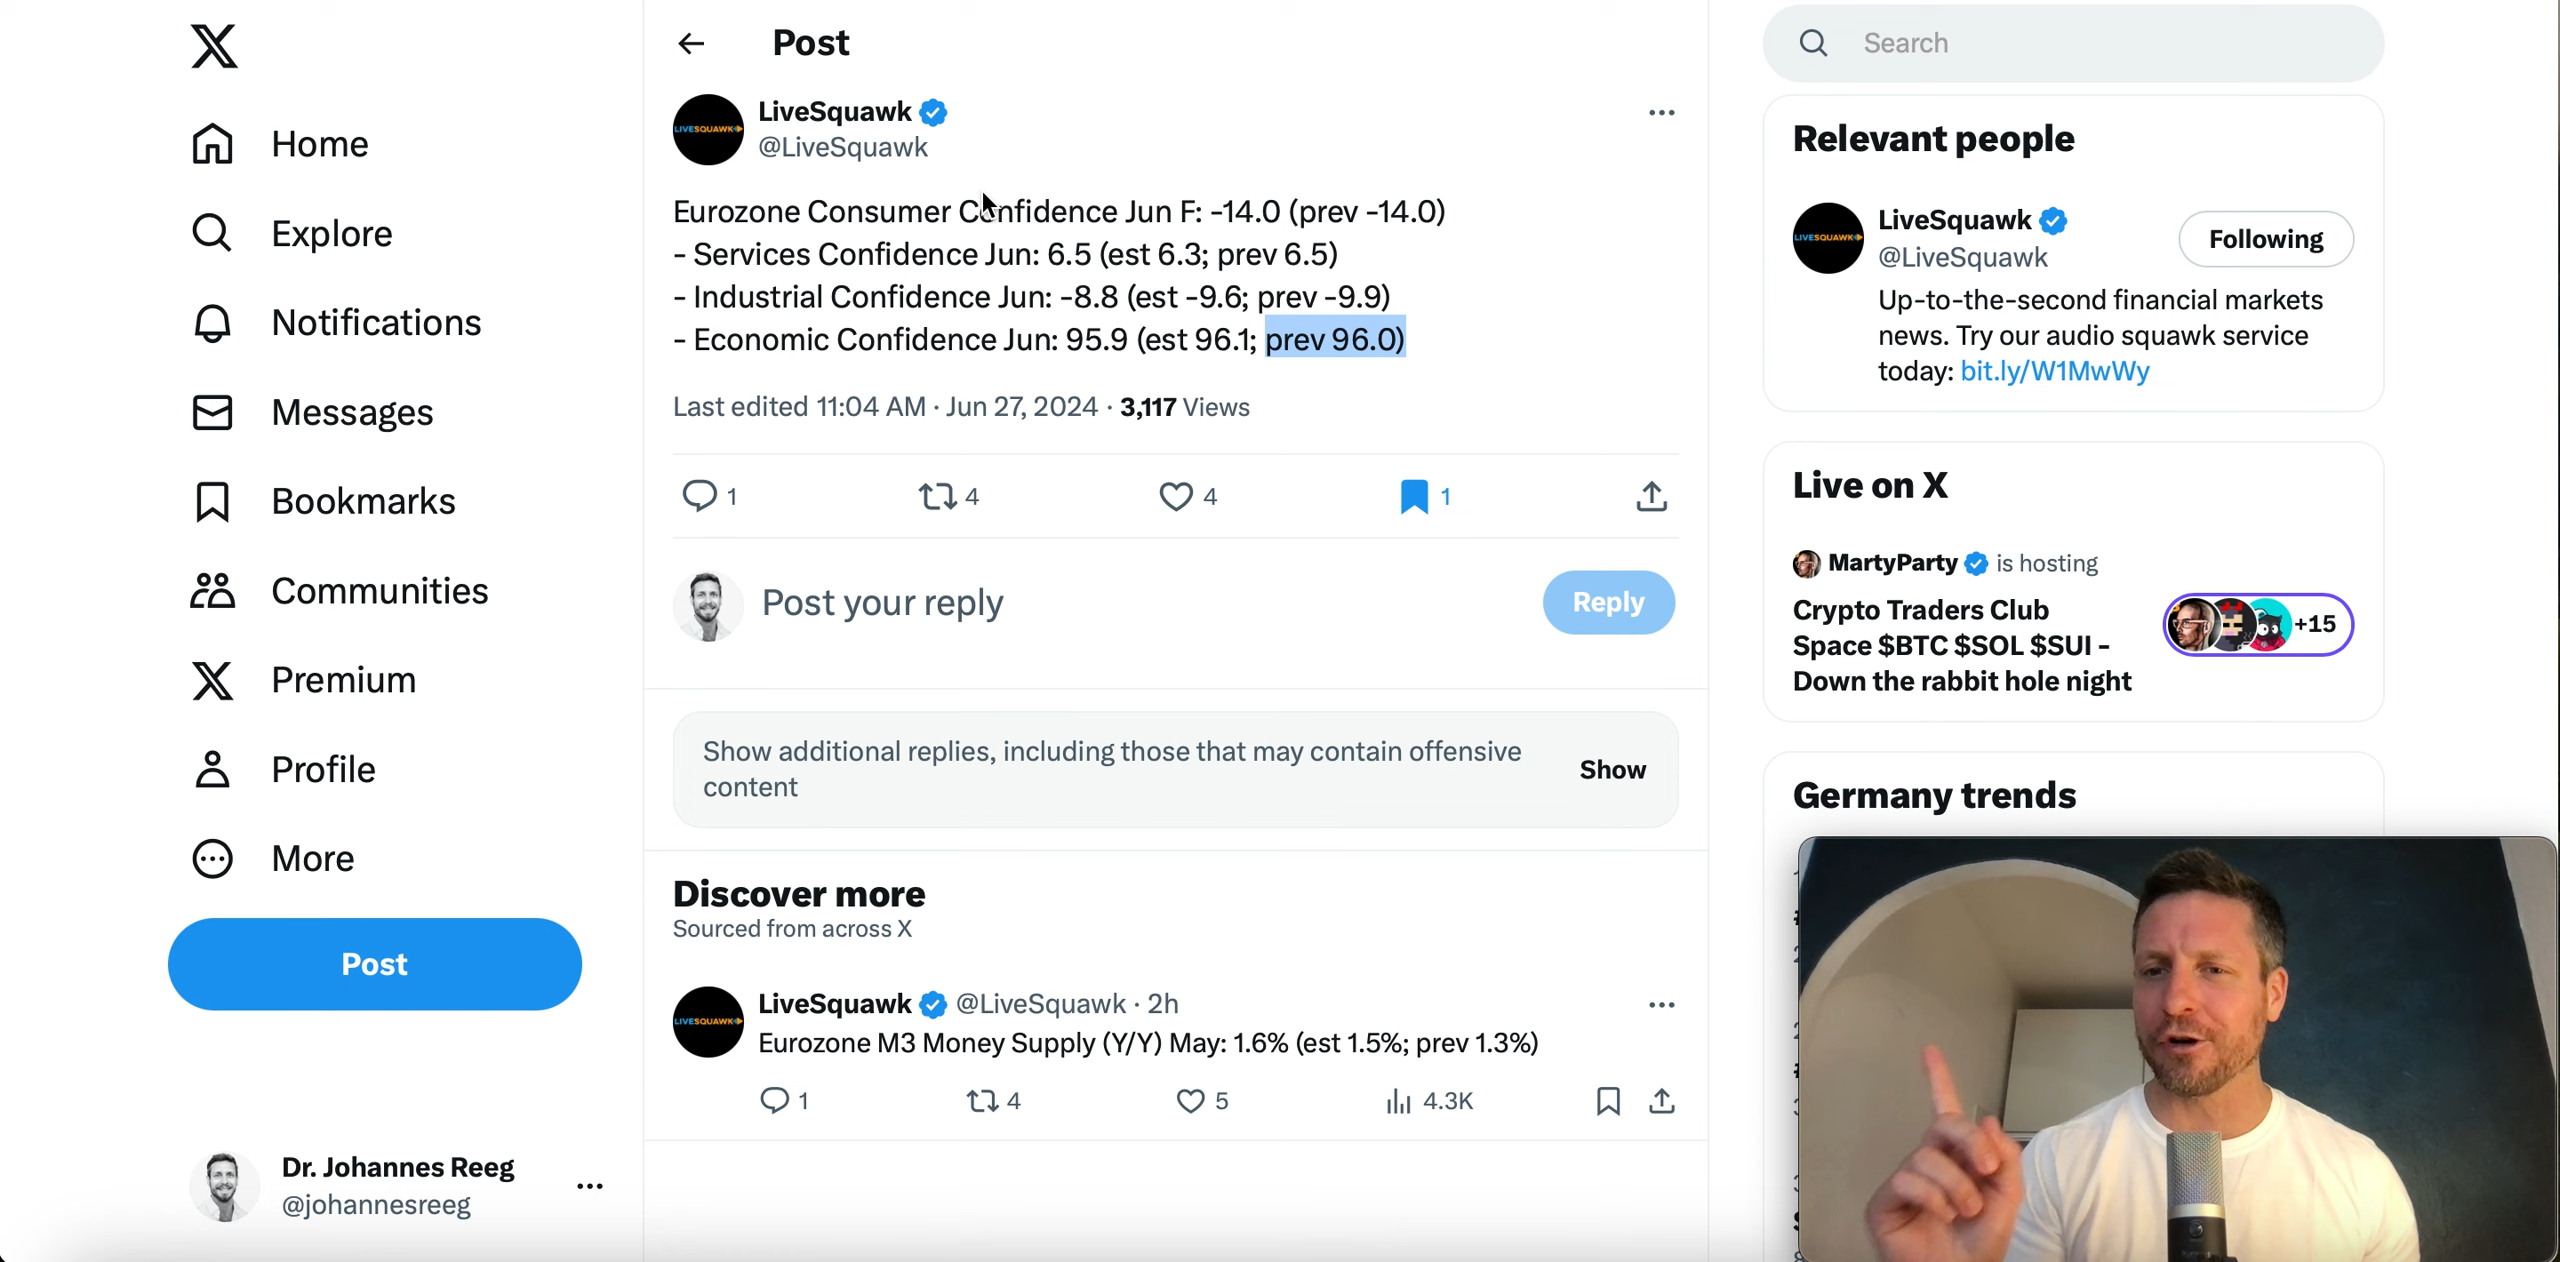 Home
Explore
Notifications
Messages
Bookmarks
Communities
Premium
Profile
More
Post
Dr. Johannes Reeg
@johannesreeg
Post
LIVESQUAWK
LiveSquawk
@LiveSquawk
Eurozone Consumer Confidence Jun F: -14.0 (prev -14.0)
- Services Confidence Jun: 6.5 (est 6.3; prev 6.5)
- Industrial Confidence Jun: -8.8 (est -9.6; prev -9.9)
- Economic Confidence Jun: 95.9 (est 96.1; prev 96.0)
Last edited 11:04 AM · Jun 27, 2024 · 3,117 Views
1 4 4 1
Post your reply
Reply
Show additional replies, including those that may contain offensive
content
Show
Discover more
Sourced from across X
LIVESQUAWK
LiveSquawk @LiveSquawk · 2h
Eurozone M3 Money Supply (Y/Y) May: 1.6% (est 1.5%; prev 1.3%)
1 4 5 4.3K
Search
Relevant people
LIVESQUAWK
LiveSquawk
@LiveSquawk
Following
Up-to-the-second financial markets
news. Try our audio squawk service
today: bit.ly/W1MwWy
Live on X
MartyParty is hosting
Crypto Traders Club
Space $BTC $SOL $SUI -
Down the rabbit hole night
+15
Germany trends